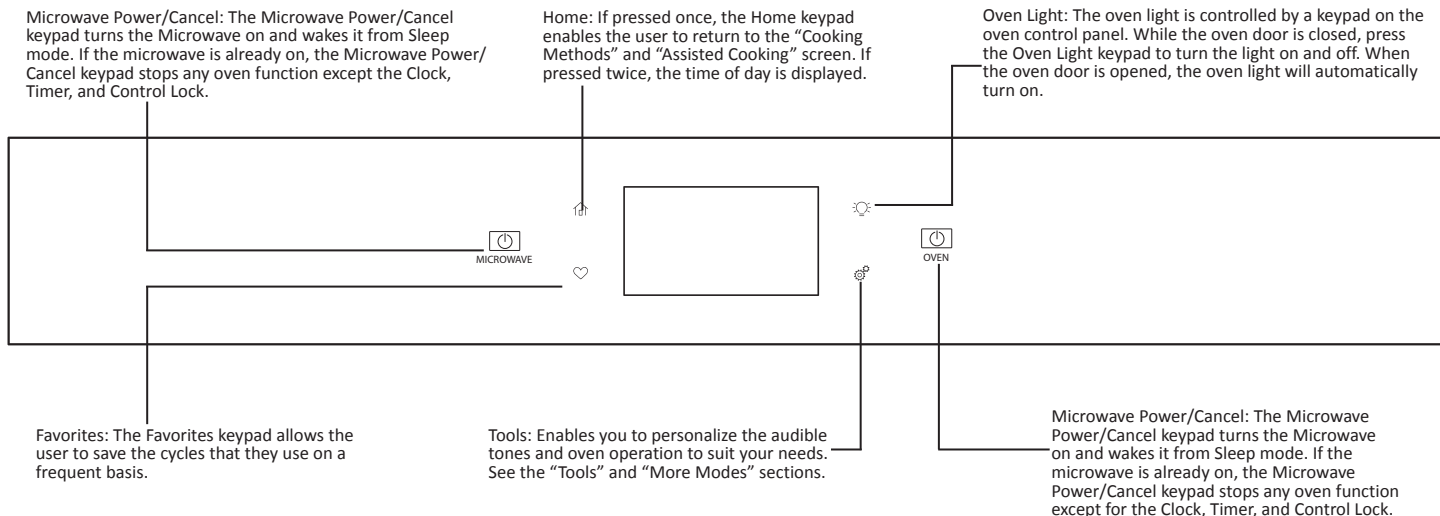 Microwave Power/Cancel: The Microwave Power/Cancel
keypad turns the Microwave on and wakes it from Sleep
mode. If the microwave is already on, the Microwave Power/
Cancel keypad stops any oven function except the Clock,
Timer, and Control Lock.
Home: If pressed once, the Home keypad
enables the user to return to the “Cooking
Methods” and “Assisted Cooking” screen. If
pressed twice, the time of day is displayed.
Oven Light: The oven light is controlled by a keypad on the
oven control panel. While the oven door is closed, press
the Oven Light keypad to turn the light on and off. When
the oven door is opened, the oven light will automatically
turn on.
MICROWAVE
OVEN
Favorites: The Favorites keypad allows the
user to save the cycles that they use on a
frequent basis.
Tools: Enables you to personalize the audible
tones and oven operation to suit your needs.
See the “Tools” and “More Modes” sections.
Microwave Power/Cancel: The Microwave
Power/Cancel keypad turns the Microwave
on and wakes it from Sleep mode. If the
microwave is already on, the Microwave
Power/Cancel keypad stops any oven function
except for the Clock, Timer, and Control Lock.